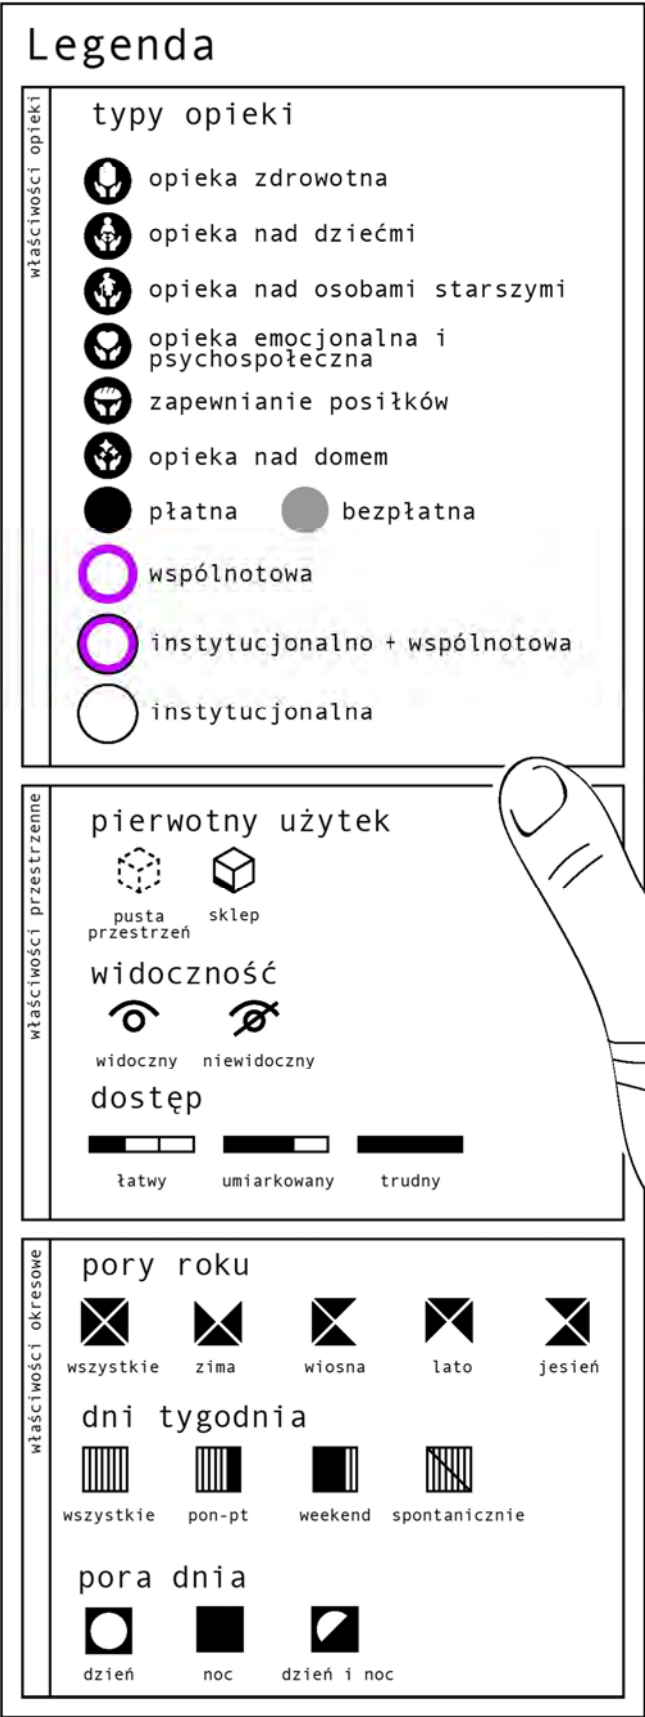 Legenda
właściwości opieki
typy opieki
opieka zdrowotna
opieka nad dziećmi
opieka nad osobami starszymi
opieka emocjonalna i
psychospołeczna
zapewnianie posiłków
opieka nad domem
płatna bezpłatna
wspólnotowa
instytucjonalno + wspólnotowa
instytucjonalna
właściwości przestrzenne
pierwotny użytek
pusta
przestrzeń
sklep
widoczność
widoczny niewidoczny
dostęp
łatwy umiarkowany trudny
właściwości okresowe
pory roku
wszystkie zima wiosna lato jesień
dni tygodnia
wszystkie pon-pt weekend spontanicznie
pora dnia
dzień noc dzień i noc